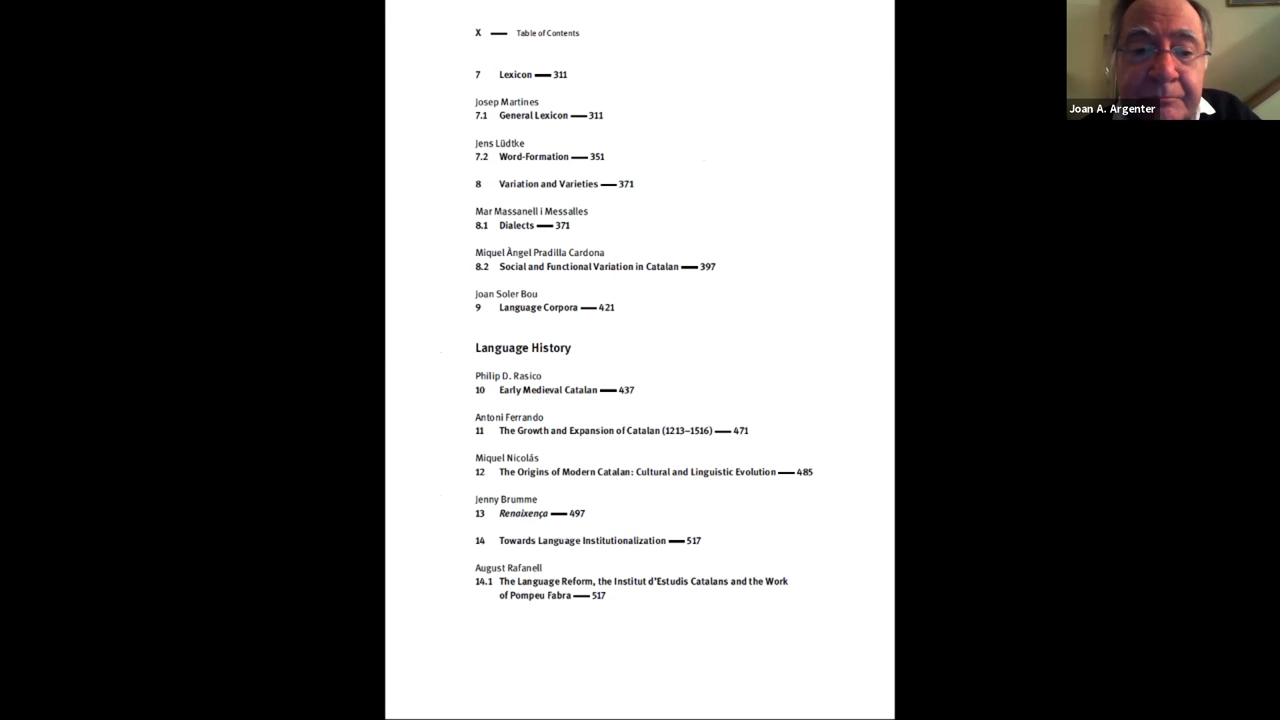 X — Table of Contents
7 Lexicon — 311
Josep Martines
7.1 General Lexicon — 311
Jens Lüdtke
7.2 Word-Formation — 351
8 Variation and Varieties — 371
Mar Massanell i Messalles
8.1 Dialects — 371
Miquel Àngel Pradilla Cardona
8.2 Social and Functional Variation in Catalan — 397
Joan Soler Bou
9 Language Corpora — 421
Language History
Philip D. Rasico
10 Early Medieval Catalan — 437
Antoni Ferrando
11 The Growth and Expansion of Catalan (1213–1516) — 471
Miquel Nicolás
12 The Origins of Modern Catalan: Cultural and Linguistic Evolution — 485
Jenny Brumme
13 Renaixença — 497
14 Towards Language Institutionalization — 517
August Rafanell
14.1 The Language Reform, the Institut d’Estudis Catalans and the Work
of Pompeu Fabra — 517
Joan A. Argenter